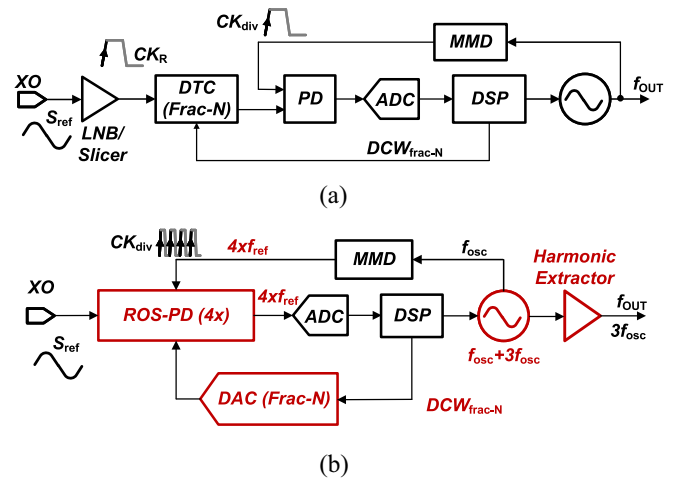 CKdiv
MMD
CKR
XO
DTC
(Frac-N)
PD
ADC
DSP
fOUT
Sref
LNB/
Slicer
DCWfrac-N
(a)
CKdiv
4xfref
MMD
fosc
Harmonic
Extractor
XO
ROS-PD (4x)
4xfref
ADC
DSP
fOUT
3fosc
Sref
fosc+3fosc
DAC (Frac-N)
DCWfrac-N
(b)